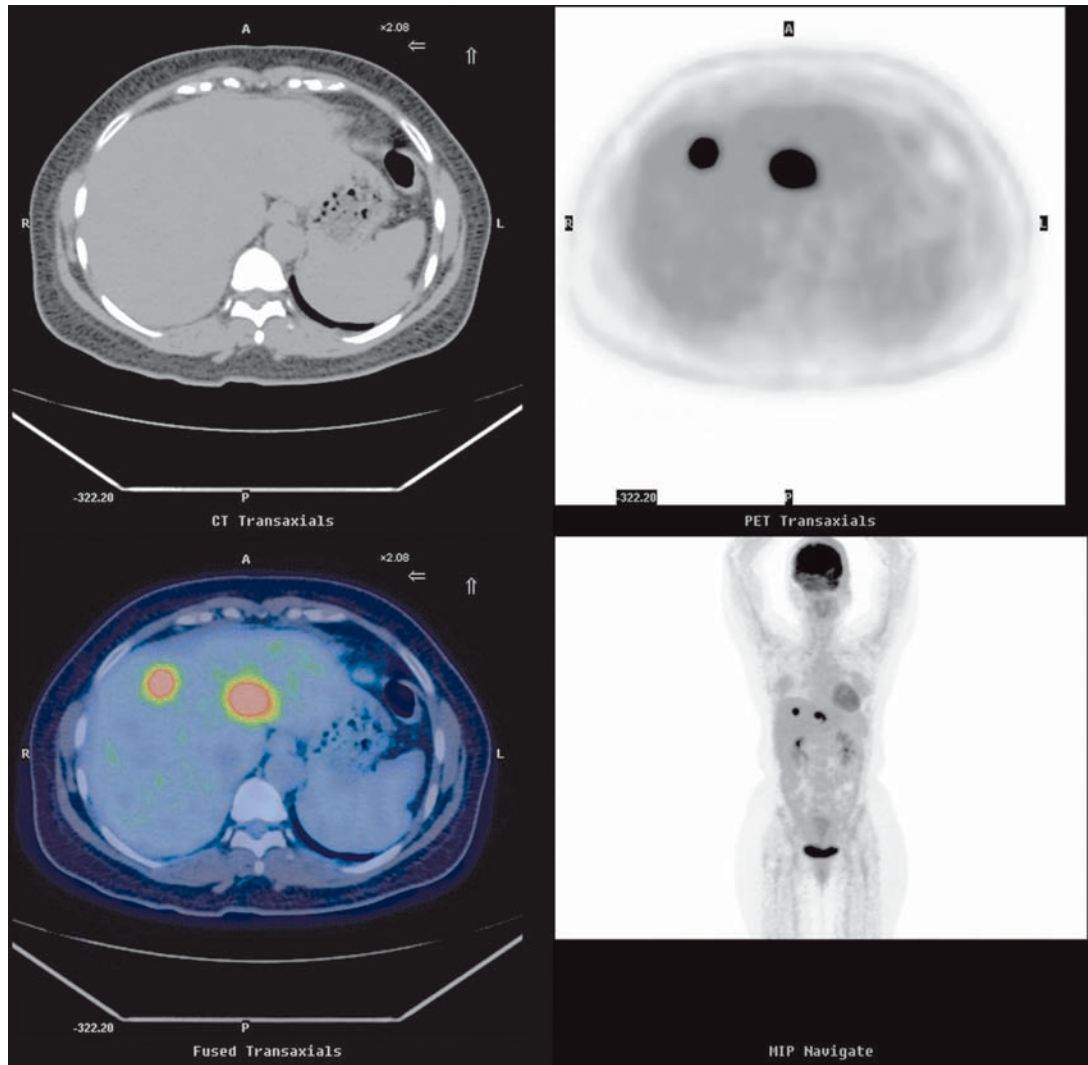 A
×2.08
R
L
-322.20
P
CT Transaxials
A
R
L
-322.20
P
PET Transaxials
A
×2.08
R
L
-322.20
P
Fused Transaxials
MIP Navigate